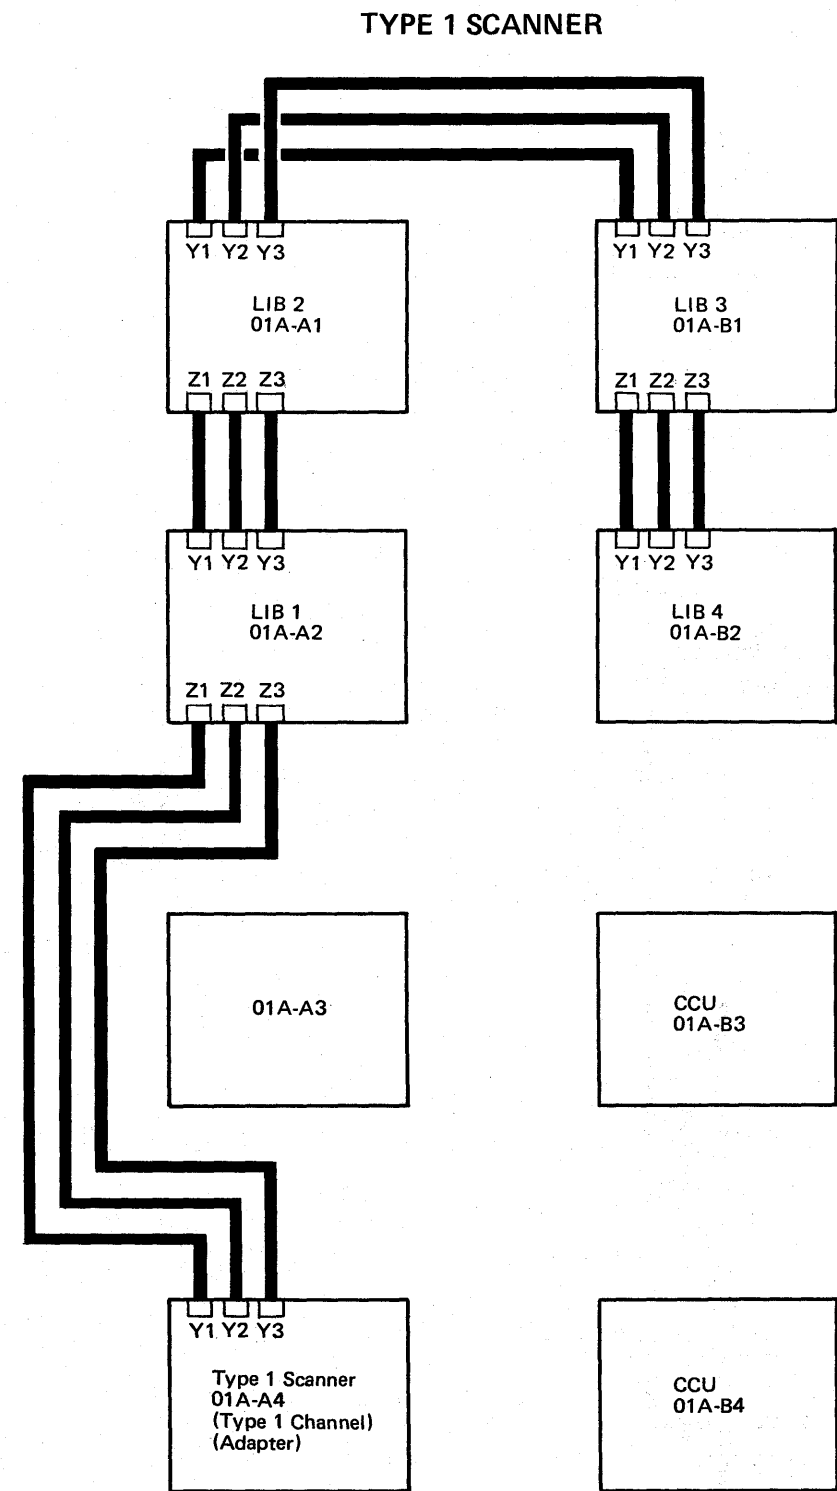 TYPE 1 SCANNER
Y1 Y2 Y3
LIB 2
01A-A1
Z1 Z2 Z3
Y1 Y2 Y3
LIB 3
01A-B1
Z1 Z2 Z3
Y1 Y2 Y3
LIB 1
01A-A2
Z1 Z2 Z3
Y1 Y2 Y3
LIB 4
01A-B2
01A-A3
CCU
01A-B3
Y1 Y2 Y3
Type 1 Scanner
01A-A4
(Type 1 Channel)
(Adapter)
CCU
01A-B4